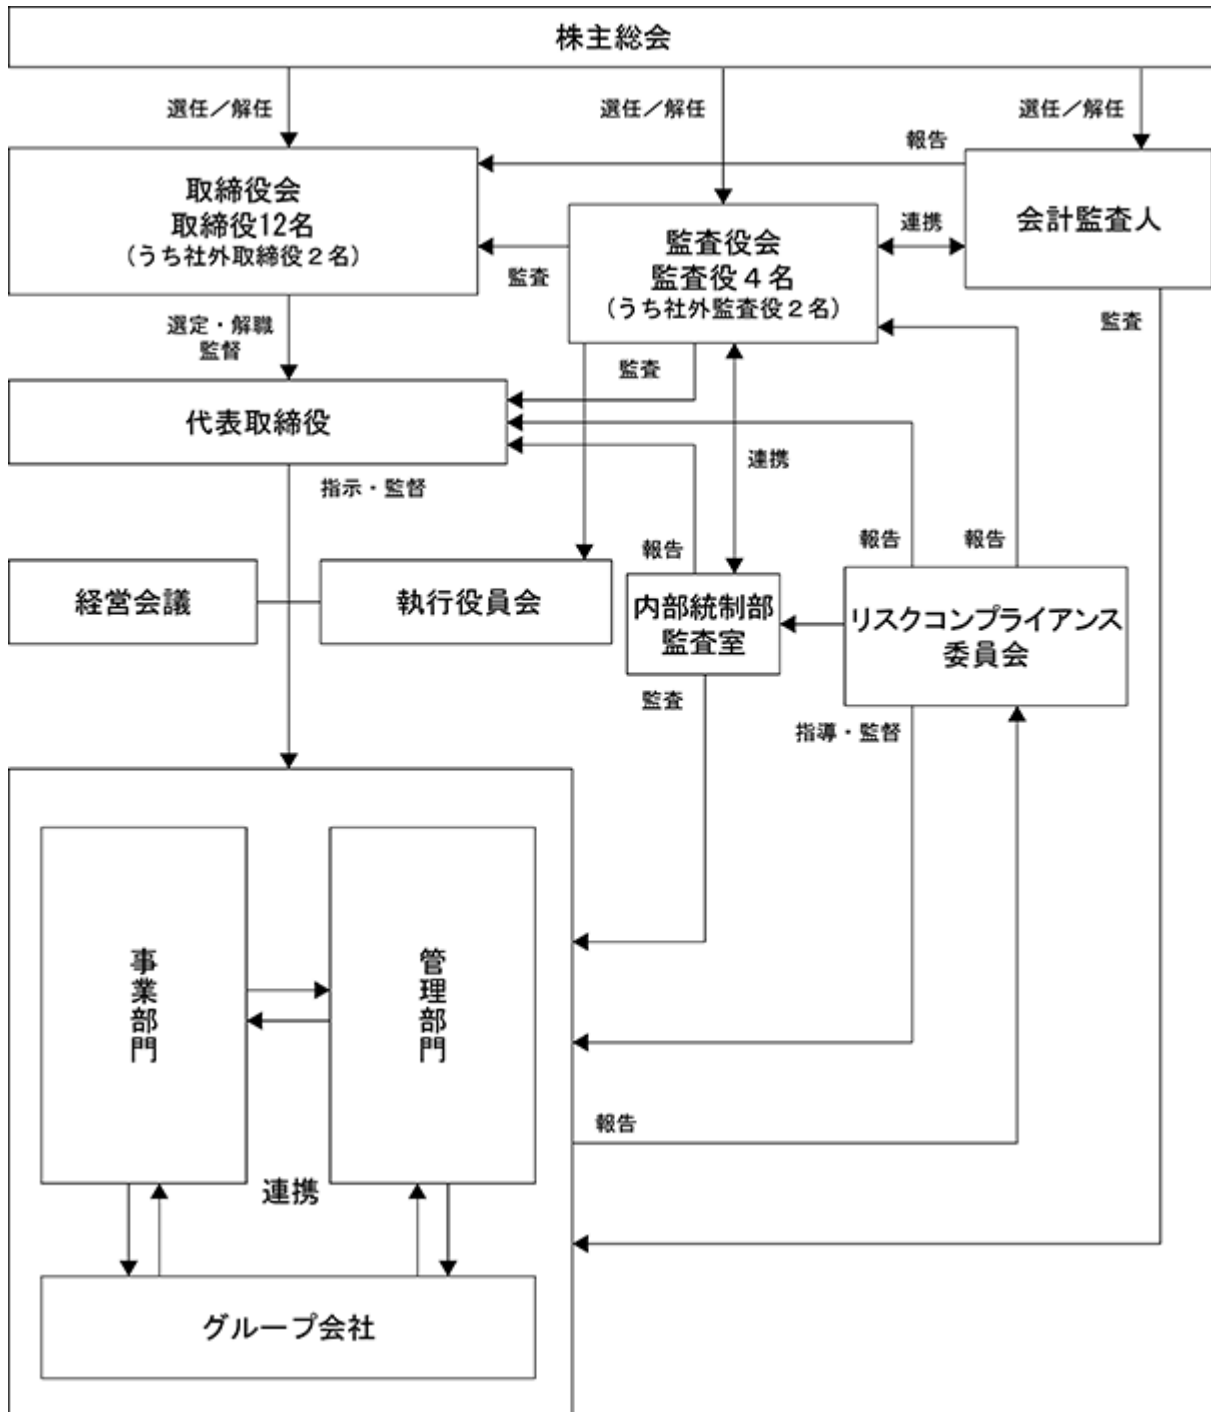 株主総会
選任／解任
選任／解任
選任／解任
報告
取締役会
取締役12名
（うち社外取締役２名）
監査役会
監査役４名
（うち社外監査役２名）
会計監査人
連携
監査
監査
選定・解職
監督
監査
代表取締役
連携
指示・監督
報告
報告
報告
経営会議
執行役員会
内部統制部
監査室
リスクコンプライアンス
委員会
監査
指導・監督
事業部門
管理部門
報告
連携
グループ会社